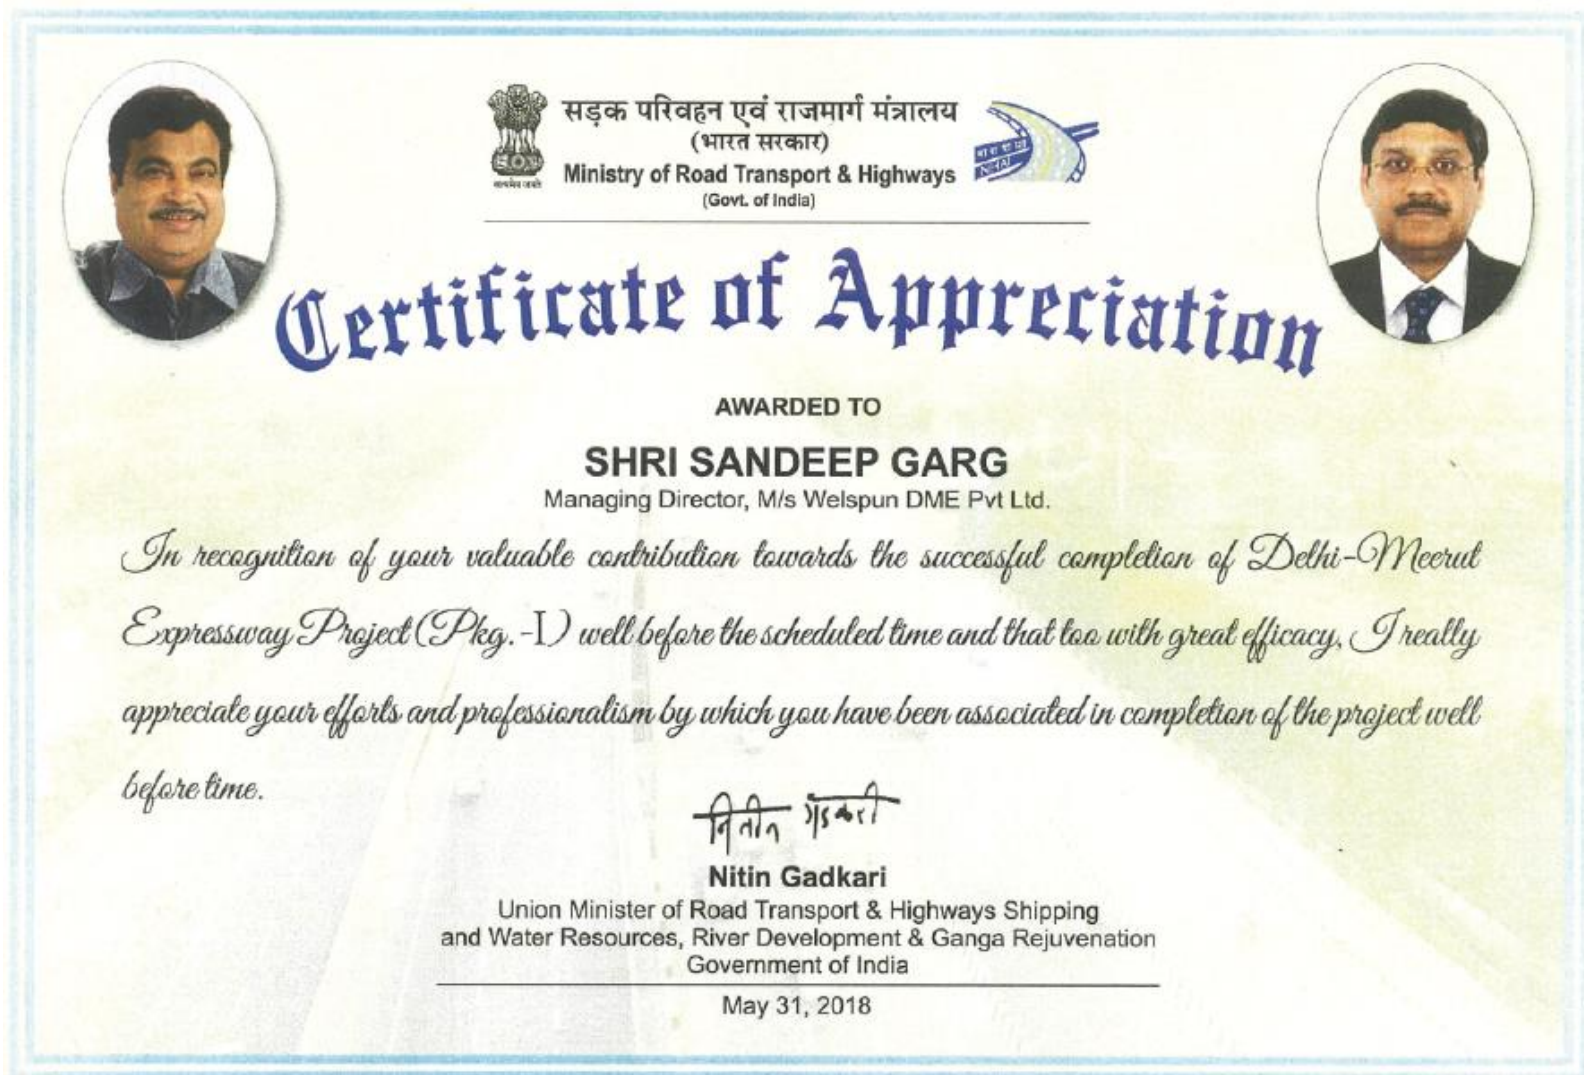 सड़क परिवहन एवं राजमार्ग मंत्रालय
(भारत सरकार)
Ministry of Road Transport & Highways
(Govt. of India)
सत्यमेव जयते
भा रा रा प्रा
NHAI
Certificate of Appreciation
AWARDED TO
SHRI SANDEEP GARG
Managing Director, M/s Welspun DME Pvt Ltd.
In recognition of your valuable contribution towards the successful completion of Delhi-Meerut
Expressway Project (Pkg.-I) well before the scheduled time and that too with great efficacy, I really
appreciate your efforts and professionalism by which you have been associated in completion of the project well
before time.
नितीन गडकरी
Nitin Gadkari
Union Minister of Road Transport & Highways Shipping
and Water Resources, River Development & Ganga Rejuvenation
Government of India
May 31, 2018